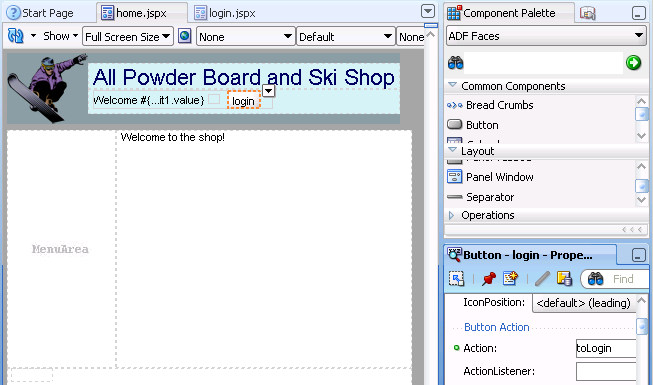 Start Page home.jspx login.jspx
Show Full Screen Size None Default None
All Powder Board and Ski Shop
Welcome #{...it1.value} login
Welcome to the shop!
MenuArea
Component Palette
ADF Faces
Common Components
Bread Crumbs
Button
Layout
Panel Window
Separator
Operations
Button - login - Prope...
Find
IconPosition: <default> (leading)
Button Action
Action: toLogin
ActionListener: